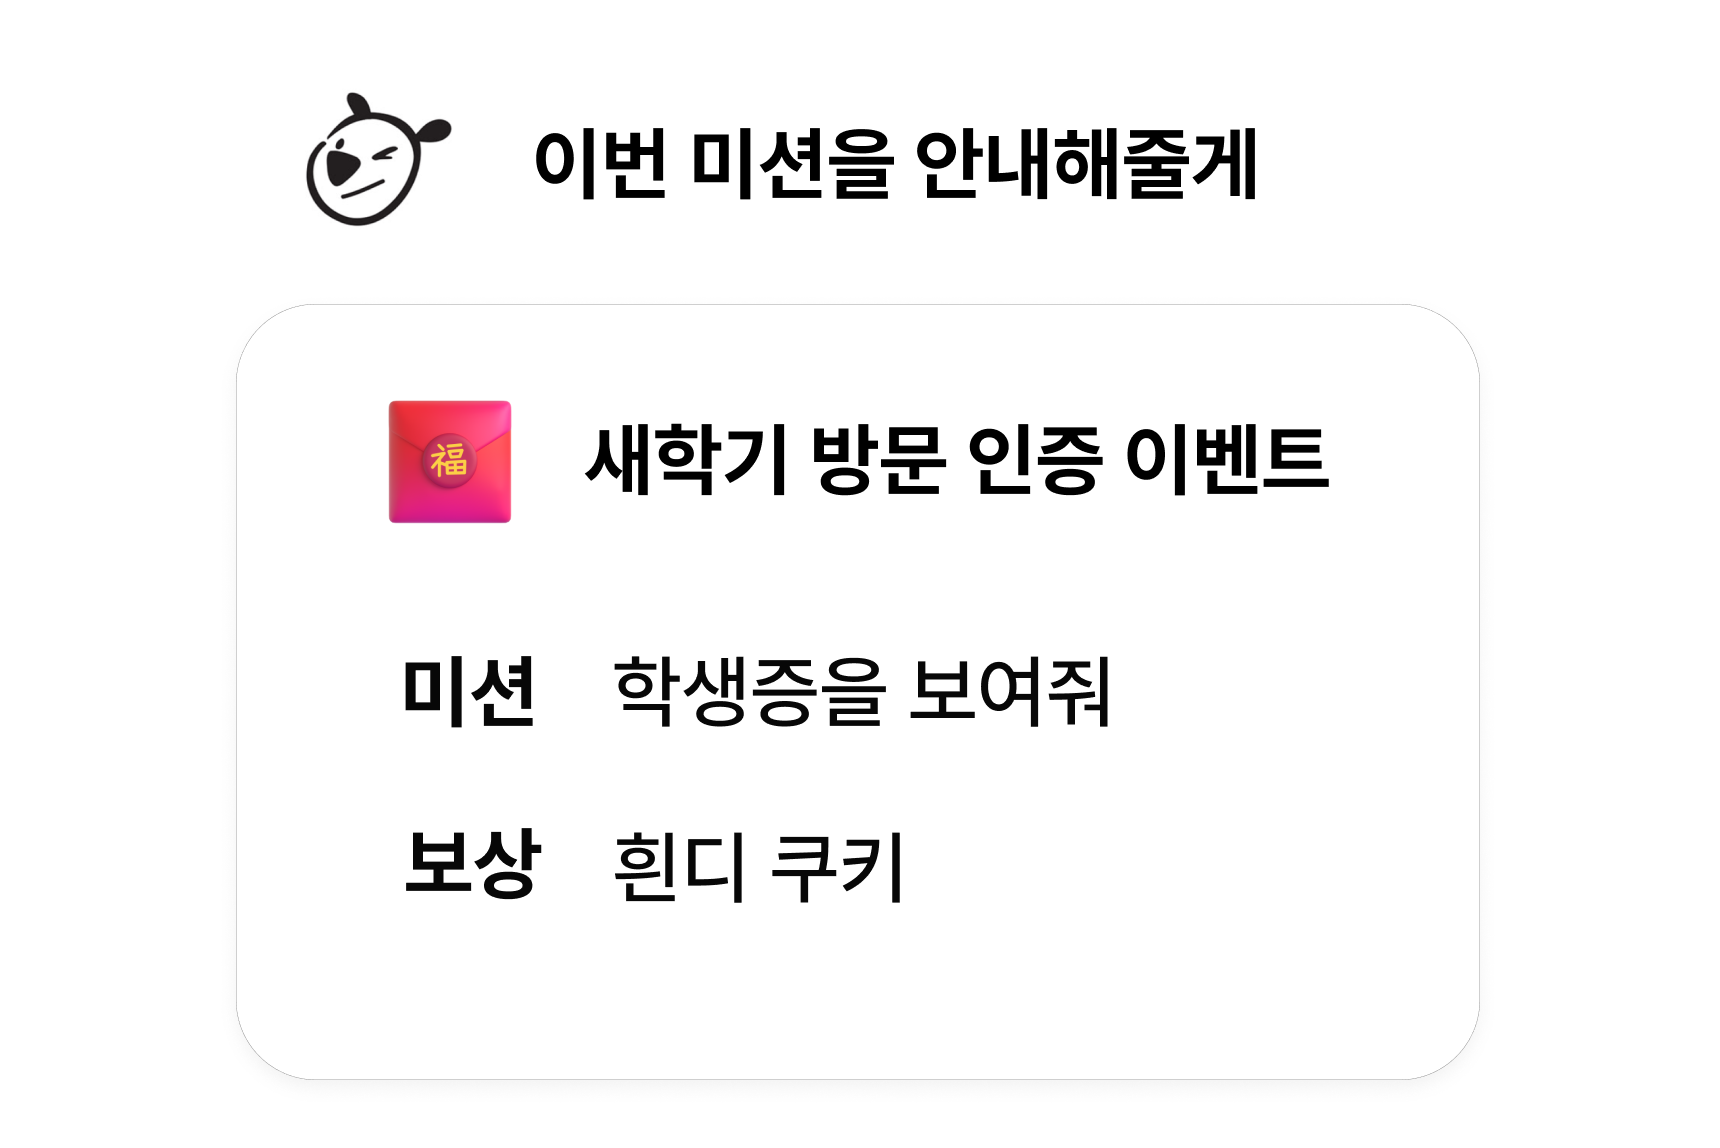 이번 미션을 안내해줄게
福
새학기 방문 인증 이벤트
미션 학생증을 보여줘
보상 흰디 쿠키